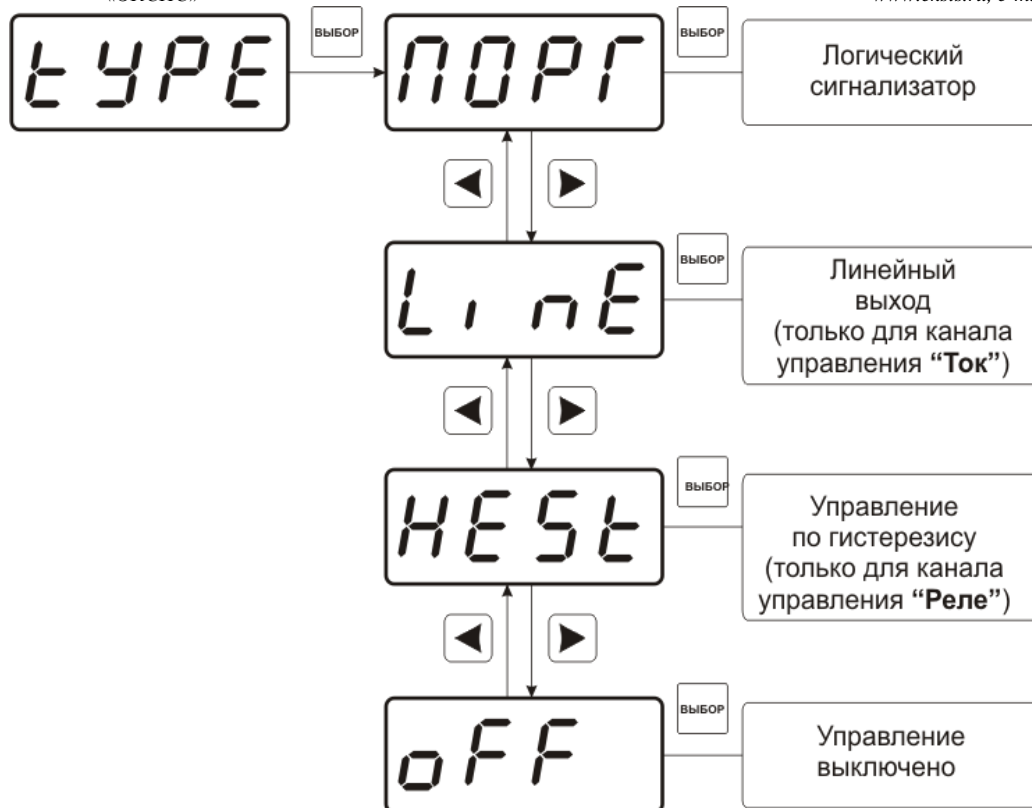 tYPE
ВЫБОР
ПОРГ
ВЫБОР
Логический
сигнализатор
LinE
ВЫБОР
Линейный
выход
(только для канала
управления “Ток”)
HESt
ВЫБОР
Управление
по гистерезису
(только для канала
управления “Реле”)
oFF
ВЫБОР
Управление
выключено